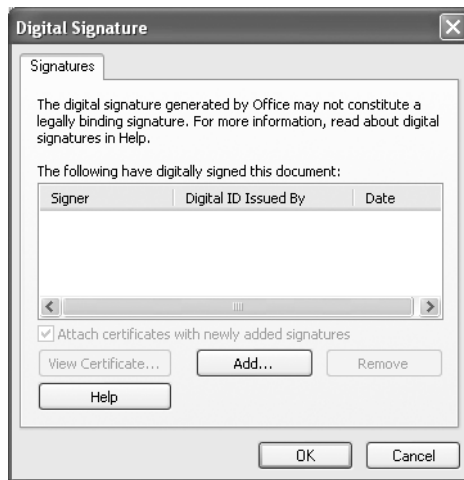 Digital Signature
Signatures
The digital signature generated by Office may not constitute a
legally binding signature. For more information, read about digital
signatures in Help.
The following have digitally signed this document:
Signer Digital ID Issued By Date
Attach certificates with newly added signatures
View Certificate... Add... Remove
Help
OK Cancel